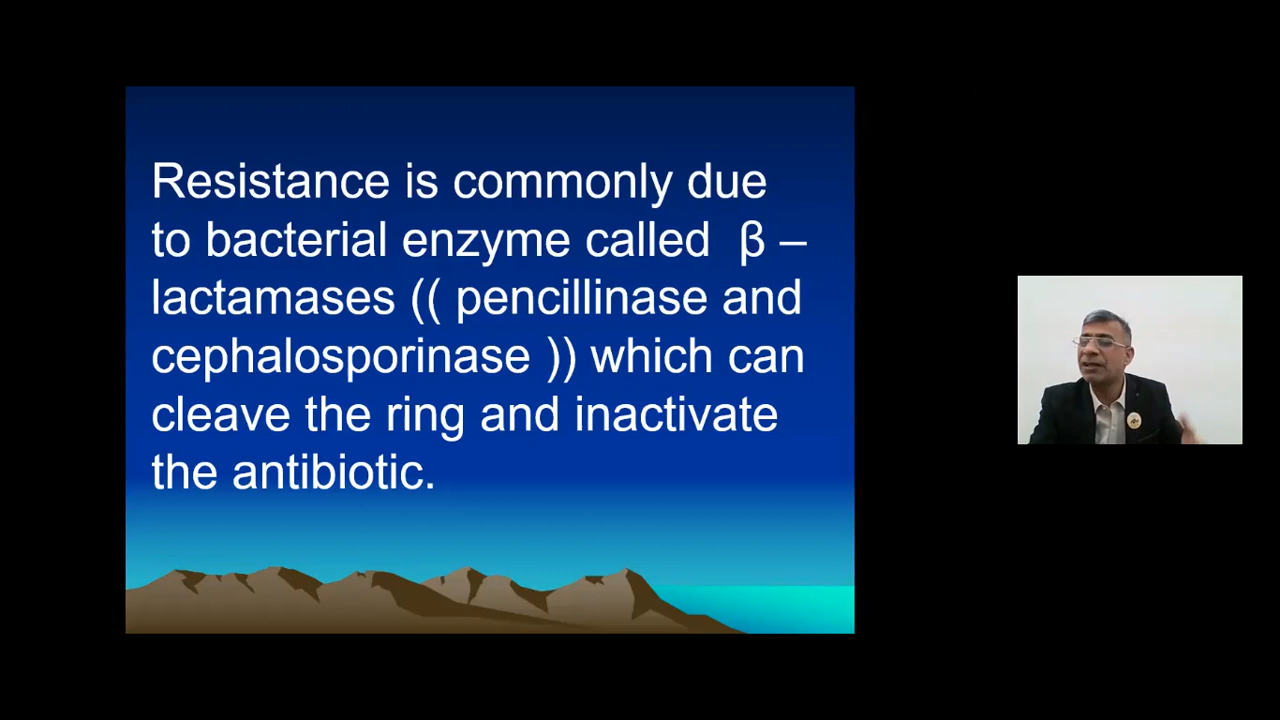 Resistance is commonly due
to bacterial enzyme called β –
lactamases (( pencillinase and
cephalosporinase )) which can
cleave the ring and inactivate
the antibiotic.